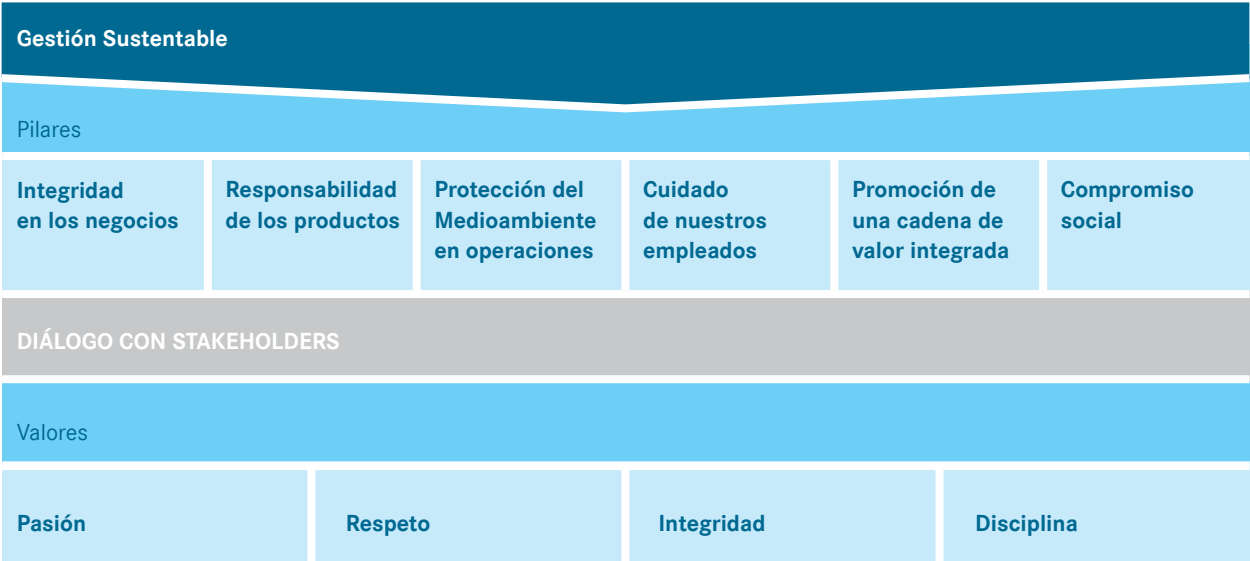 Gestión Sustentable
Pilares
Integridad
en los negocios
Responsabilidad
de los productos
Protección del
Medioambiente
en operaciones
Cuidado
de nuestros
empleados
Promoción de
una cadena de
valor integrada
Compromiso
social
DIÁLOGO CON STAKEHOLDERS
Valores
Pasión
Respeto
Integridad
Disciplina